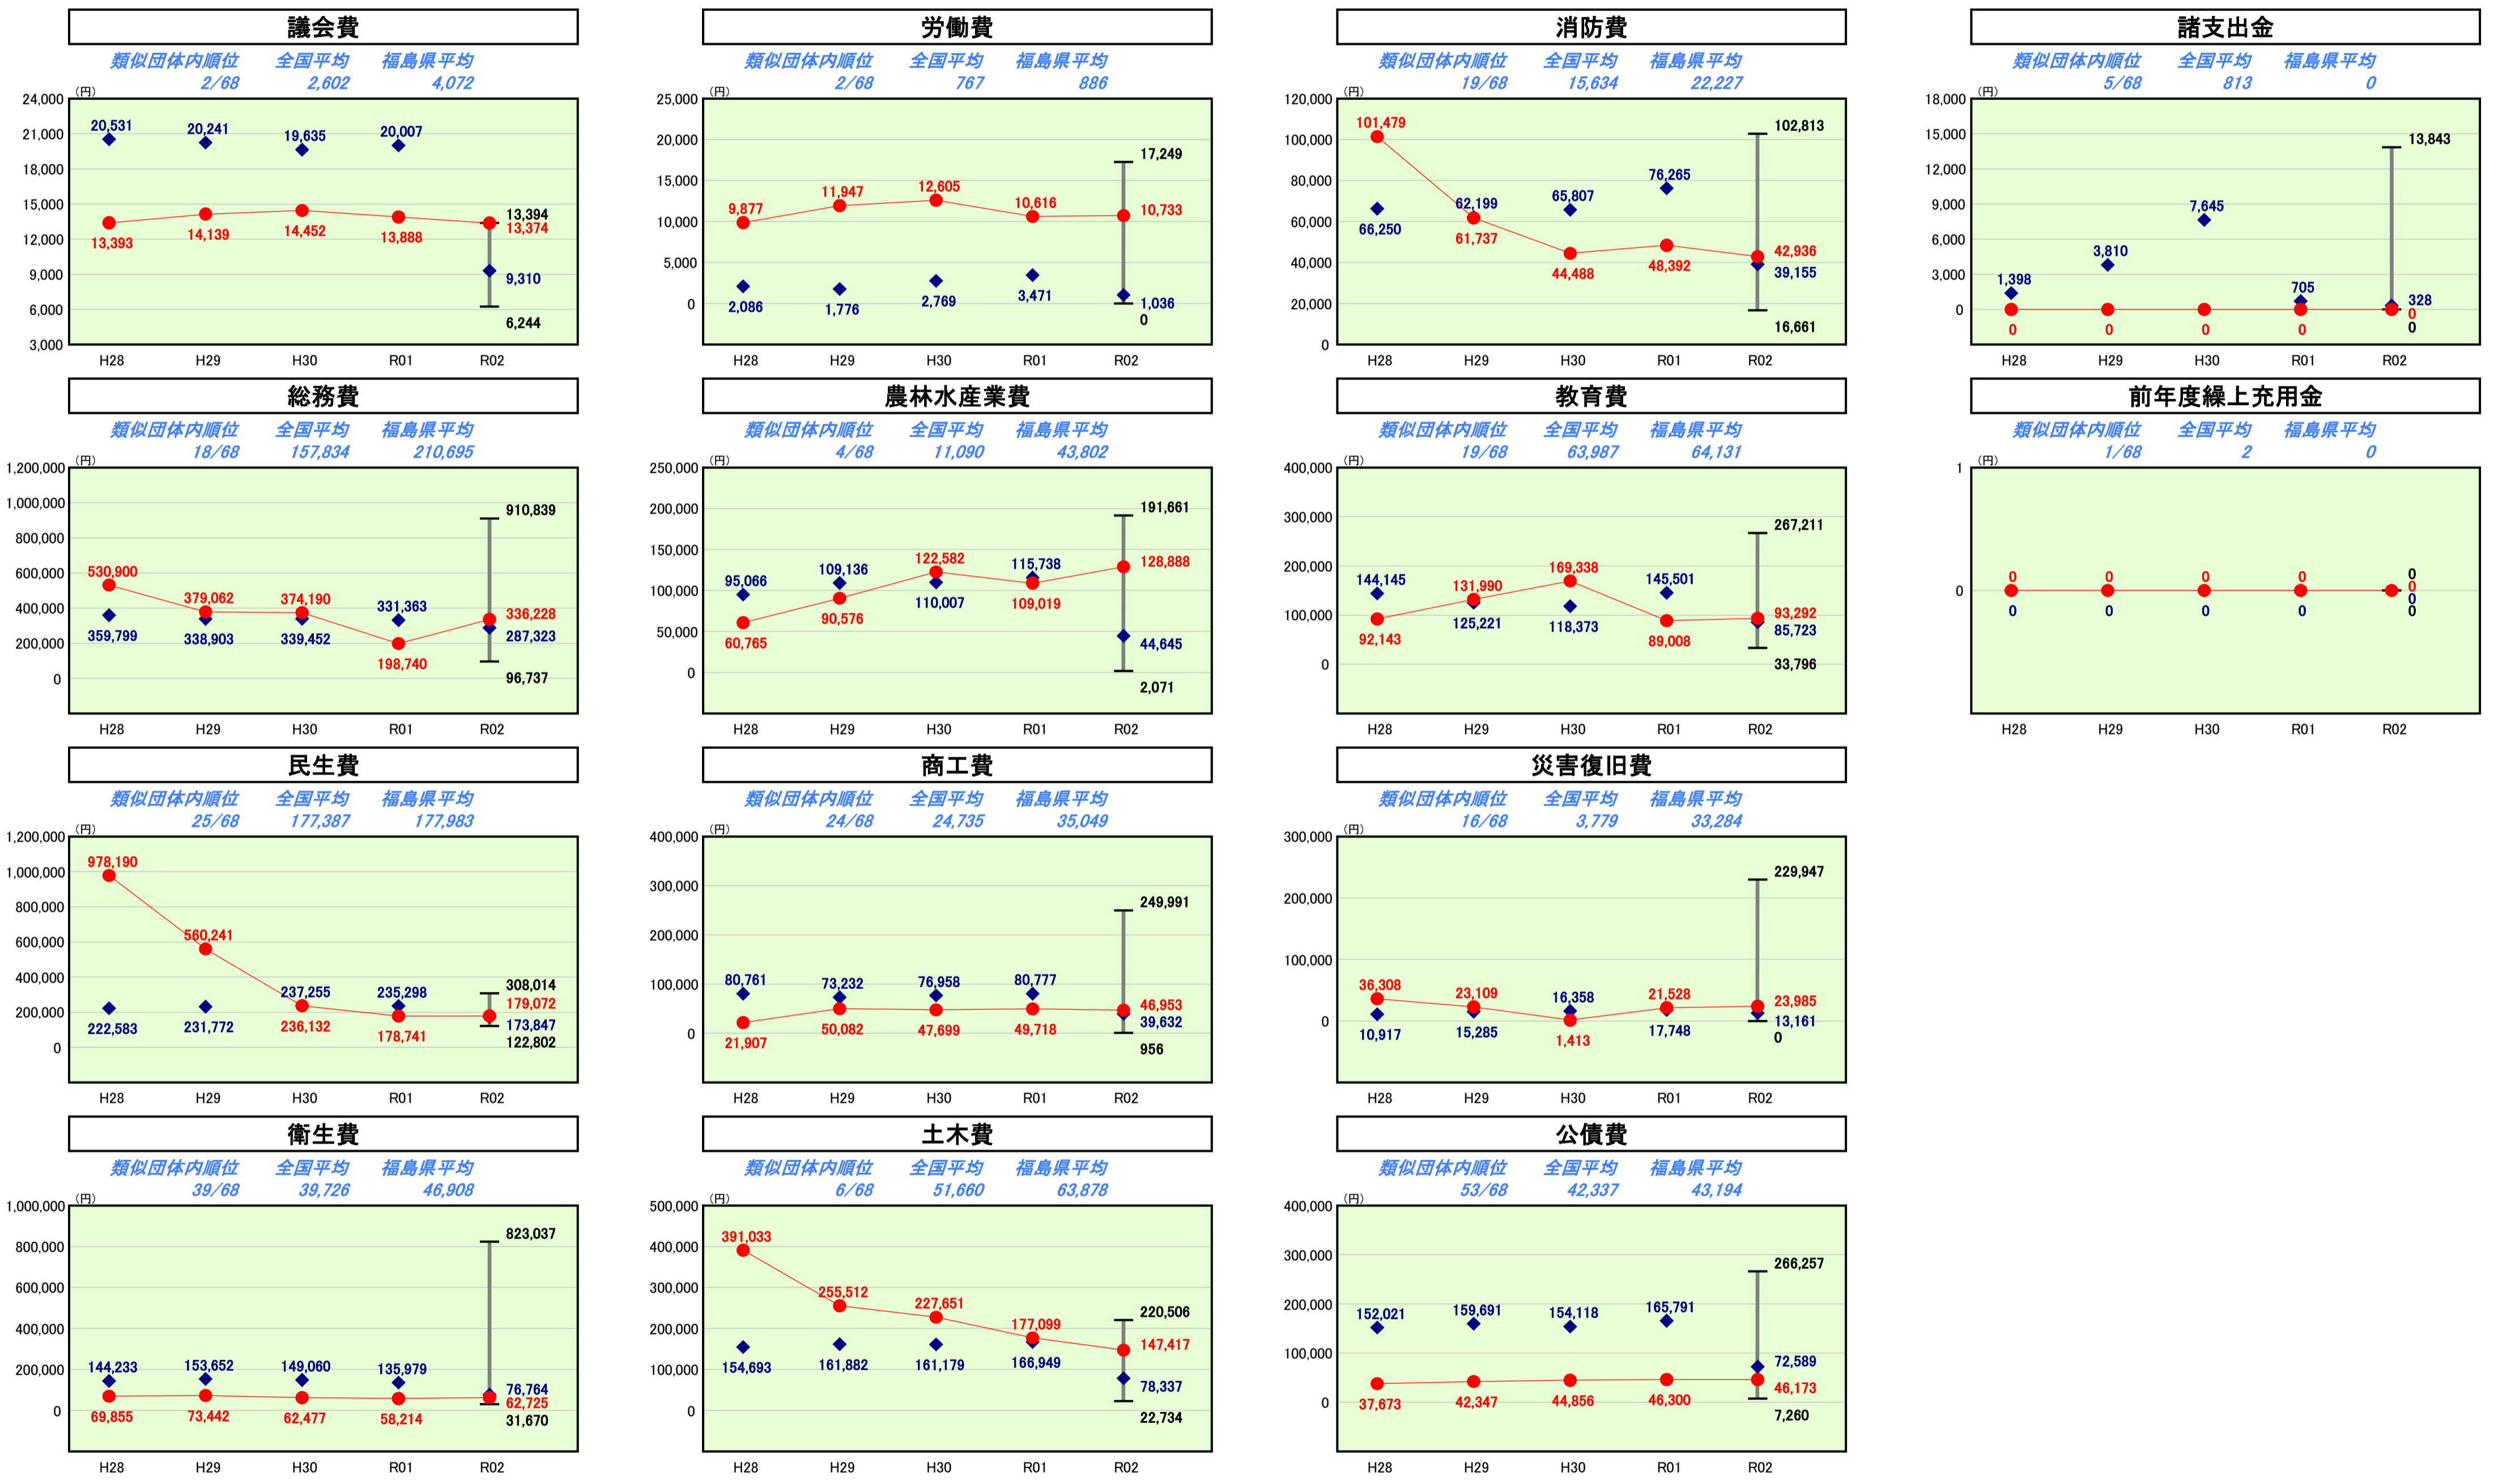 議会費
類似団体内順位 全国平均 福島県平均
2/68 2,602 4,072
(円)
24,000
21,000
18,000
15,000
12,000
9,000
6,000
3,000
20,531 20,241 19,635 20,007
13,393 14,139 14,452 13,888
13,394
13,374
9,310
6,244
H28 H29 H30 R01 R02
労働費
類似団体内順位 全国平均 福島県平均
2/68 767 886
(円)
25,000
20,000
15,000
10,000
5,000
0
9,877 11,947 12,605 10,616
2,086 1,776 2,769 3,471
17,249
10,733
1,036
0
H28 H29 H30 R01 R02
消防費
類似団体内順位 全国平均 福島県平均
19/68 15,634 22,227
(円)
120,000
100,000
80,000
60,000
40,000
20,000
0
101,479 62,199 65,807 76,265
66,250 61,737 44,488 48,392
102,813
42,936
39,155
16,661
H28 H29 H30 R01 R02
諸支出金
類似団体内順位 全国平均 福島県平均
5/68 813 0
(円)
18,000
15,000
12,000
9,000
6,000
3,000
0
1,398 3,810 7,645 705
0 0 0 0
13,843
328
0
0
H28 H29 H30 R01 R02
総務費
類似団体内順位 全国平均 福島県平均
18/68 157,834 210,695
(円)
1,200,000
1,000,000
800,000
600,000
400,000
200,000
0
530,900 379,062 374,190 331,363
359,799 338,903 339,452 198,740
910,839
336,228
287,323
96,737
H28 H29 H30 R01 R02
農林水産業費
類似団体内順位 全国平均 福島県平均
4/68 11,090 43,802
(円)
250,000
200,000
150,000
100,000
50,000
0
95,066 109,136 122,582 115,738
60,765 90,576 110,007 109,019
191,661
128,888
44,645
2,071
H28 H29 H30 R01 R02
教育費
類似団体内順位 全国平均 福島県平均
19/68 63,987 64,131
(円)
400,000
300,000
200,000
100,000
0
144,145 131,990 169,338 145,501
92,143 125,221 118,373 89,008
267,211
93,292
85,723
33,796
H28 H29 H30 R01 R02
前年度繰上充用金
類似団体内順位 全国平均 福島県平均
1/68 2 0
(円)
1
0
0 0 0 0
0 0 0 0
0
0
0
0
H28 H29 H30 R01 R02
民生費
類似団体内順位 全国平均 福島県平均
25/68 177,387 177,983
(円)
1,200,000
1,000,000
800,000
600,000
400,000
200,000
0
978,190 560,241 237,255 235,298
222,583 231,772 236,132 178,741
308,014
179,072
173,847
122,802
H28 H29 H30 R01 R02
商工費
類似団体内順位 全国平均 福島県平均
24/68 24,735 35,049
(円)
400,000
300,000
200,000
100,000
0
80,761 73,232 76,958 80,777
21,907 50,082 47,699 49,718
249,991
46,953
39,632
956
H28 H29 H30 R01 R02
災害復旧費
類似団体内順位 全国平均 福島県平均
16/68 3,779 33,284
(円)
300,000
200,000
100,000
0
36,308 23,109 16,358 21,528
10,917 15,285 1,413 17,748
229,947
23,985
13,161
0
H28 H29 H30 R01 R02
衛生費
類似団体内順位 全国平均 福島県平均
39/68 39,726 46,908
(円)
1,000,000
800,000
600,000
400,000
200,000
0
144,233 153,652 149,060 135,979
69,855 73,442 62,477 58,214
823,037
76,764
62,725
31,670
H28 H29 H30 R01 R02
土木費
類似団体内順位 全国平均 福島県平均
6/68 51,660 63,878
(円)
500,000
400,000
300,000
200,000
100,000
0
391,033 255,512 227,651 177,099
154,693 161,882 161,179 166,949
220,506
147,417
78,337
22,734
H28 H29 H30 R01 R02
公債費
類似団体内順位 全国平均 福島県平均
53/68 42,337 43,194
(円)
400,000
300,000
200,000
100,000
0
152,021 159,691 154,118 165,791
37,673 42,347 44,856 46,300
266,257
72,589
46,173
7,260
H28 H29 H30 R01 R02